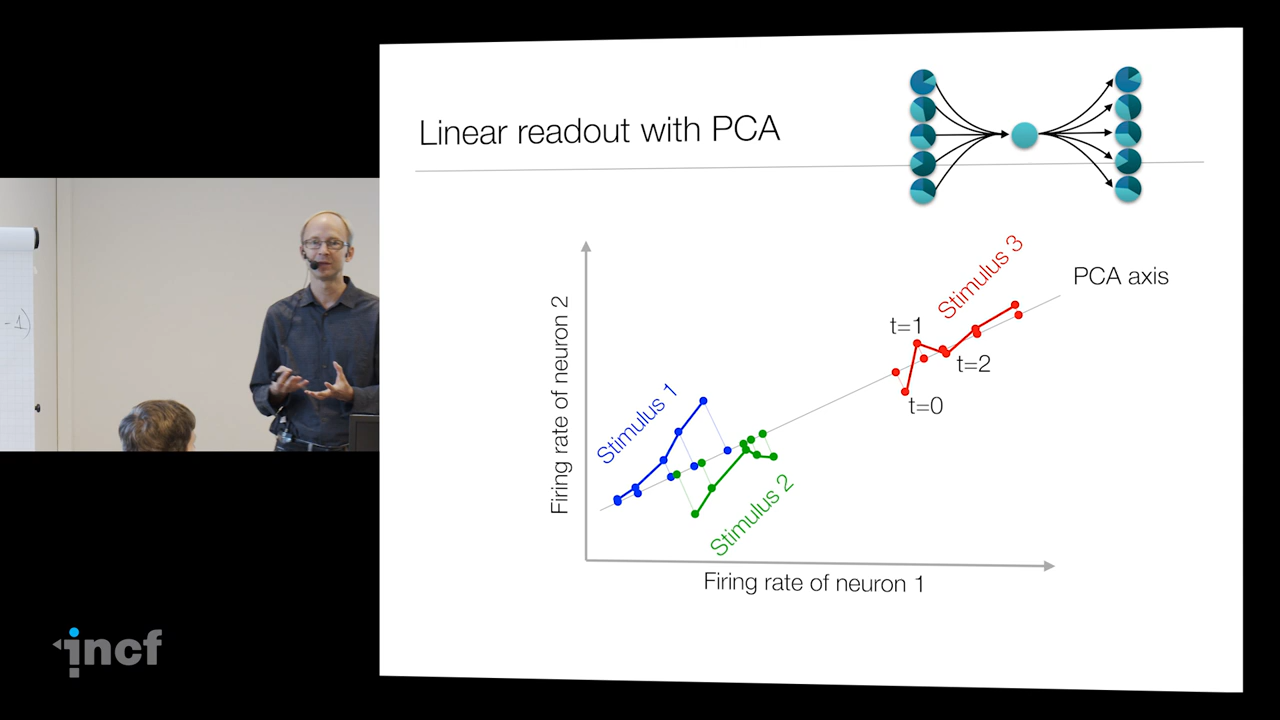 Linear readout with PCA
Stimulus 3
PCA axis
t=1
t=2
t=0
Stimulus 1
Firing rate of neuron 2
Stimulus 2
Firing rate of neuron 1
-1)
incf